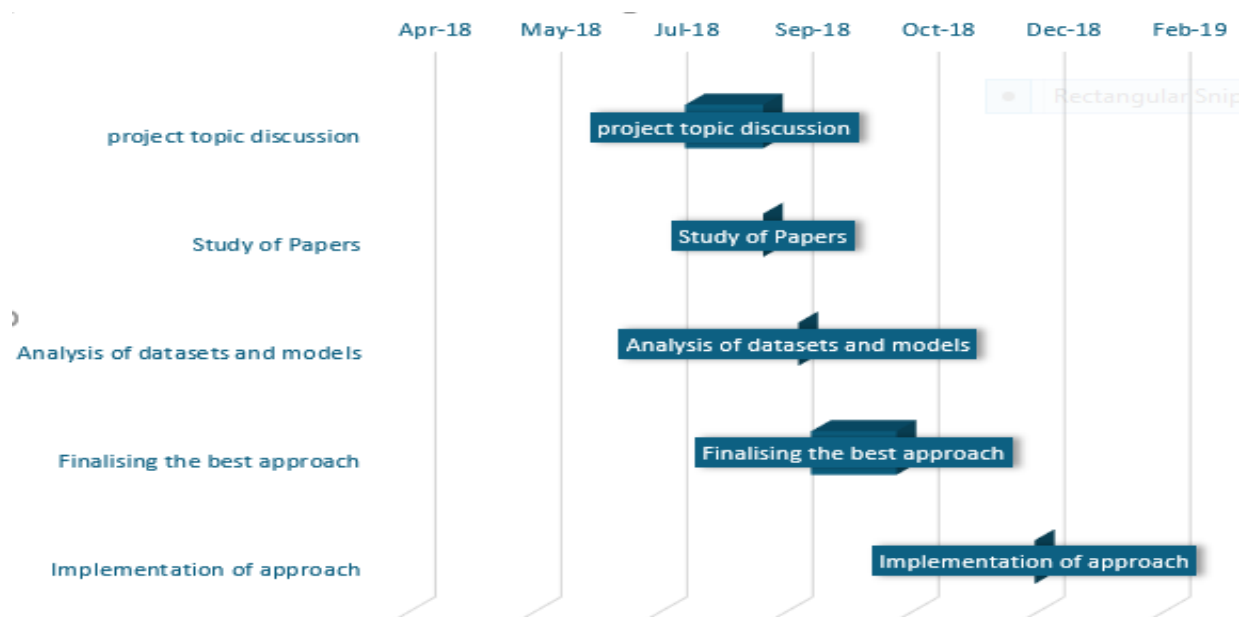 Apr-18 May-18 Jul-18 Sep-18 Oct-18 Dec-18 Feb-19
Rectangular Snip
project topic discussion
project topic discussion
Study of Papers
Study of Papers
Analysis of datasets and models
Analysis of datasets and models
Finalising the best approach
Finalising the best approach
Implementation of approach
Implementation of approach